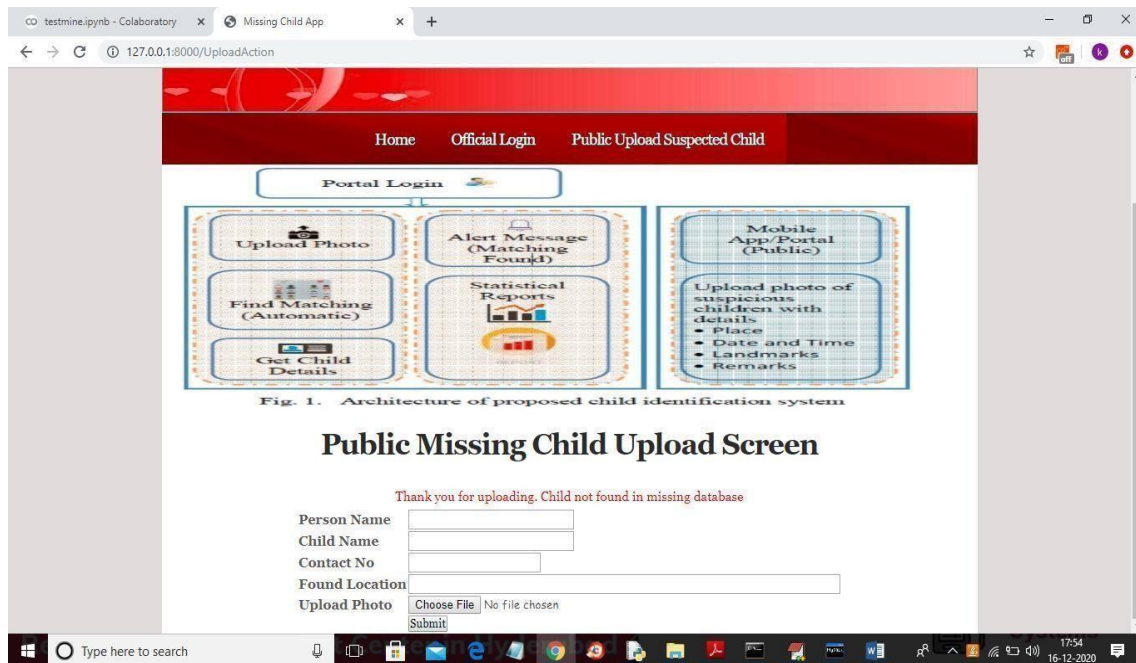 testmine.ipynb - Colaboratory
Missing Child App
127.0.0.1:8000/UploadAction
off
k
Home Official Login Public Upload Suspected Child
Portal Login
Upload Photo
Find Matching
(Automatic)
Get Child
Details
Alert Message
(Matching
Found)
Statistical
Reports
Mobile
App/Portal
(Public)
Upload photo of
suspicious
children with
details
• Place
• Date and Time
• Landmarks
• Remarks
Fig. 1. Architecture of proposed child identification system
Public Missing Child Upload Screen
Thank you for uploading. Child not found in missing database
Person Name
Child Name
Contact No
Found Location
Upload Photo Choose File No file chosen
Submit
Type here to search
17:54
16-12-2020